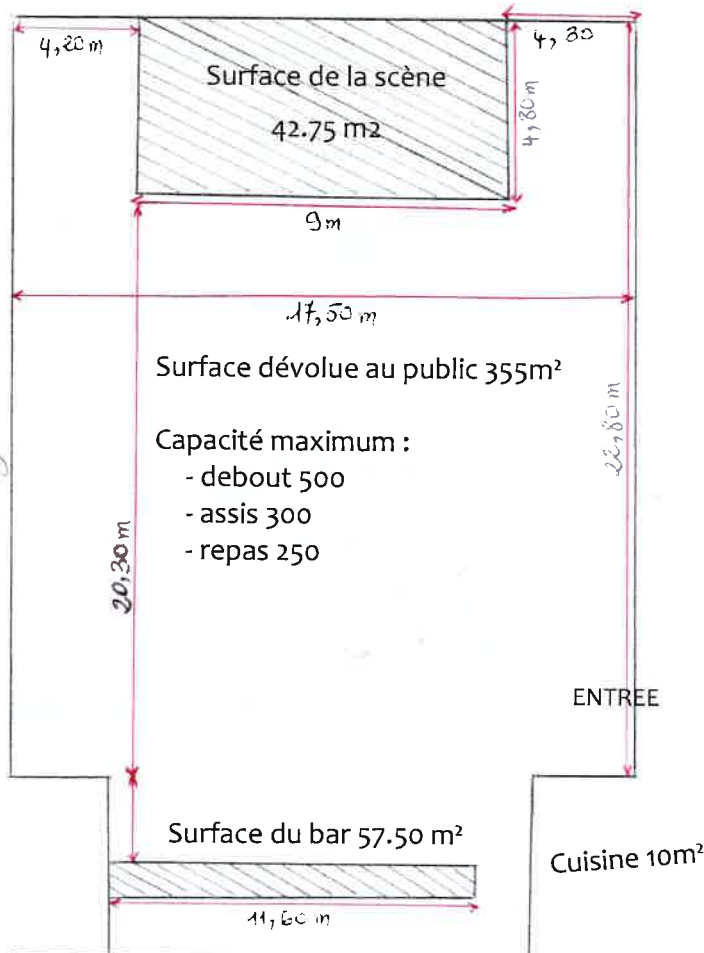 4,20 m
4,30
Surface de la scène
42.75 m2
4,80m
9m
17,50 m
Surface dévolue au public 355m²
Capacité maximum :
- debout 500
- assis 300
- repas 250
22,80m
20,30 m
ENTREE
Surface du bar 57.50 m²
Cuisine 10m²
11,60 m